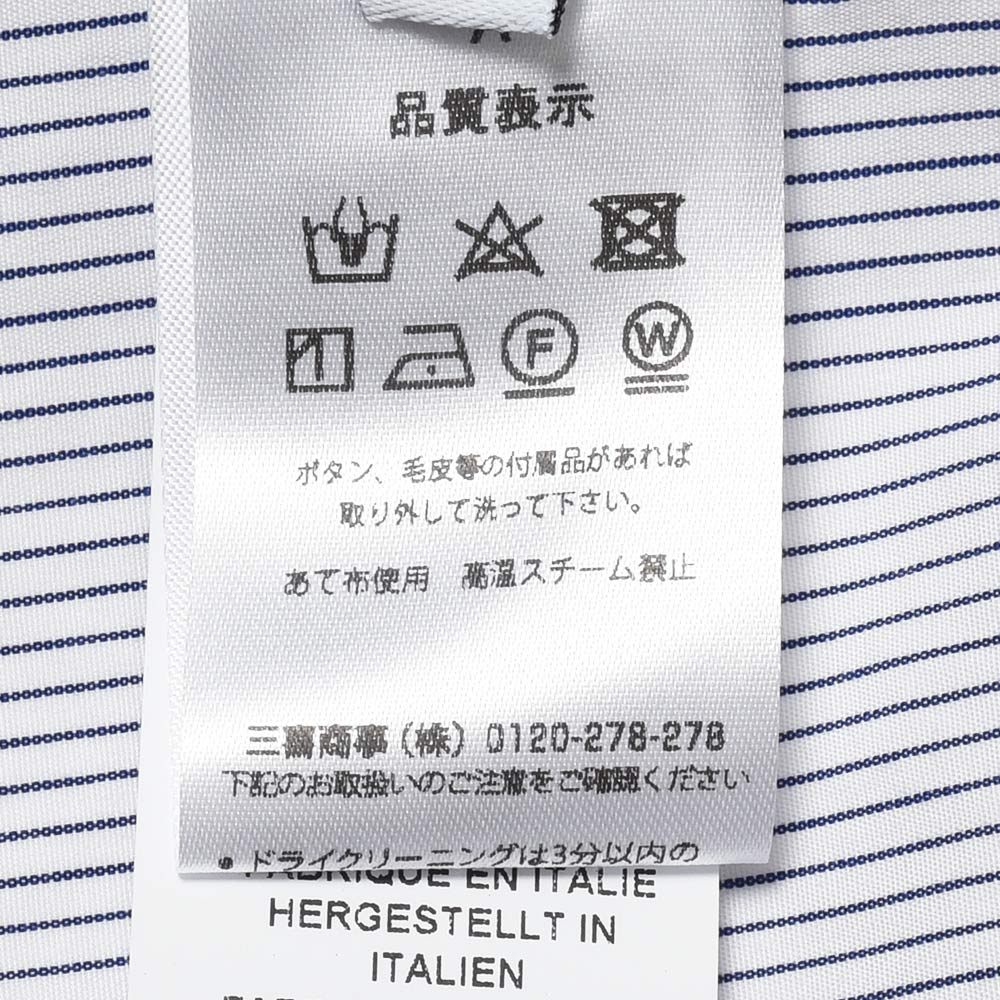 品質表示
F W
ボタン、毛皮等の付属品があれば
取り外して洗って下さい。
あて布使用 高温スチーム禁止
三喜商事(株) 0120-278-278
下記のお取扱いのご注意をご確認ください
• ドライクリーニングは3分以内の
FABRIQUE EN ITALIE
HERGESTELLT IN
ITALIEN